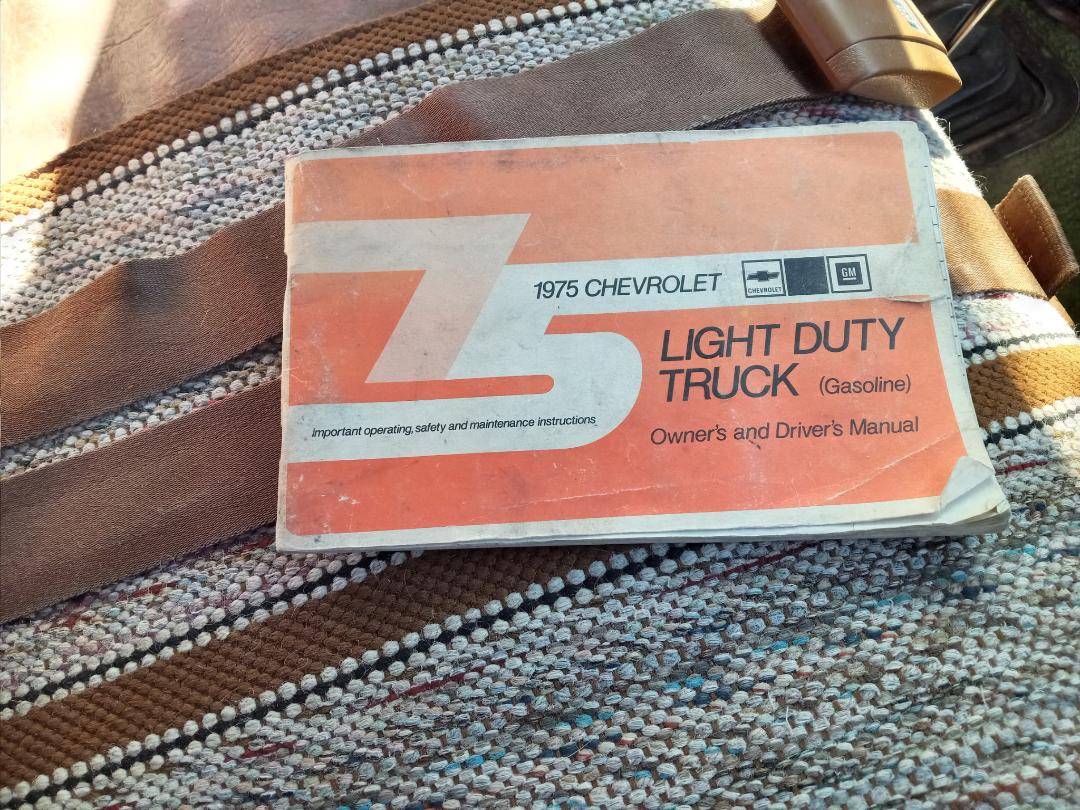 75
1975 CHEVROLET
CHEVROLET
GM
LIGHT DUTY
TRUCK (Gasoline)
Important operating, safety and maintenance instructions
Owner's and Driver's Manual